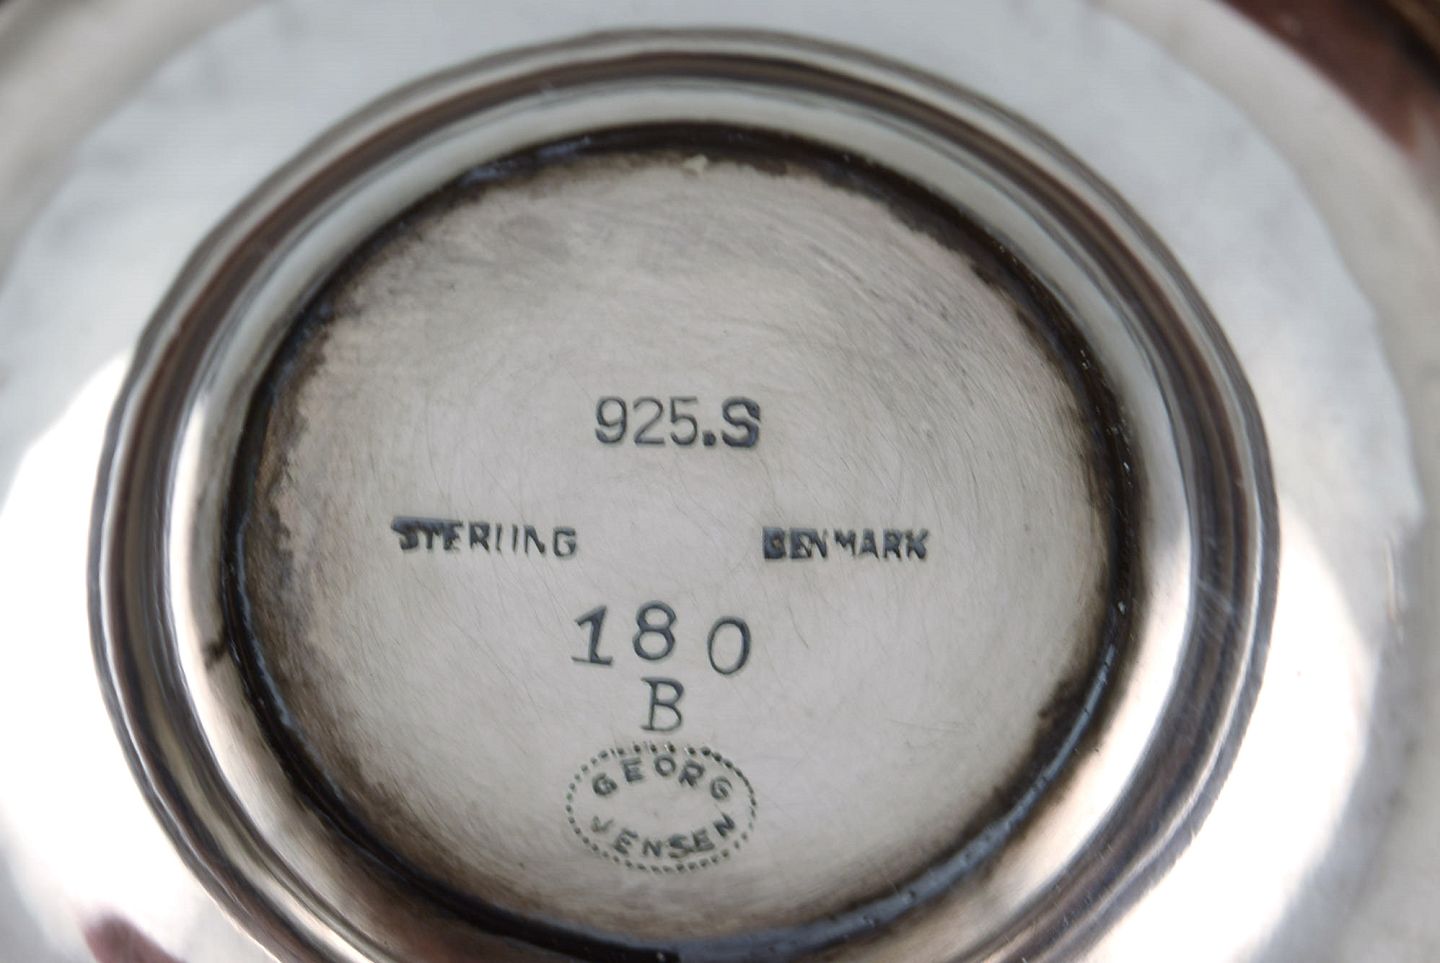 925.S
STERLING DENMARK
180
B
GEORG
JENSEN